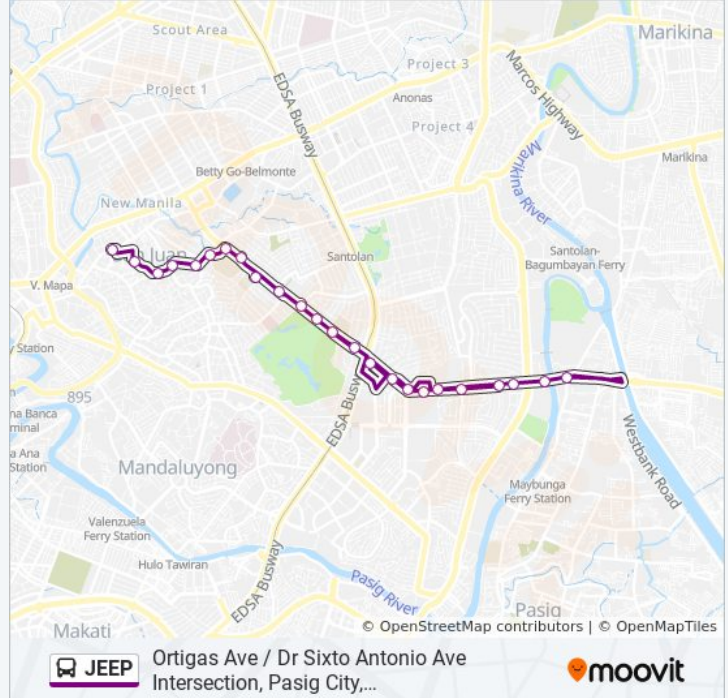 Scout Area
Marikina
Project 3
Project 1
EDSA Busway
Anonas
Marcos Highway
Project 4
Marikina River
Marikina
Betty Go-Belmonte
New Manila
Juan
Santolan
Santolan-
Bagumbayan Ferry
V. Mapa
Station
EDSA Busway
895
na Banca
minal
a Ana
Station
Mandaluyong
Westbank Road
Maybunga
Ferry Station
Valenzuela
Ferry Station
Hulo Tawiran
EDSA Busway
Pasig River
Pasig
Makati
© OpenStreetMap contributors | © OpenMapTiles
JEEP
Ortigas Ave / Dr Sixto Antonio Ave
Intersection, Pasig City,...
moovit